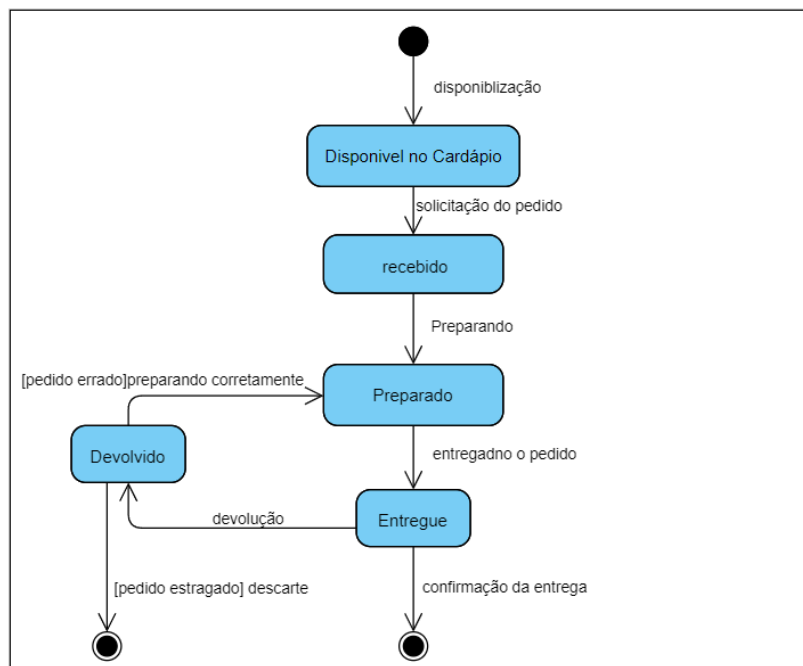 disponiblização
Disponivel no Cardápio
solicitação do pedido
recebido
Preparando
[pedido errado]preparando corretamente
Preparado
Devolvido
entregadno o pedido
devolução
Entregue
[pedido estragado] descarte
confirmação da entrega